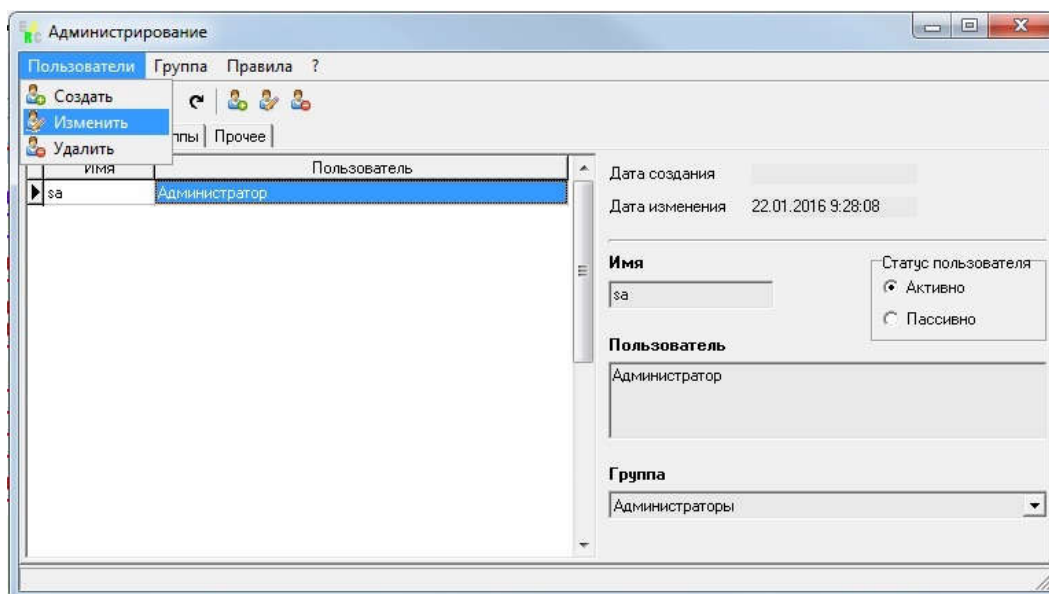 Администрирование
Пользователи Группа Правила ?
Создать
Изменить
Удалить
ппы Прочее
Имя Пользователь
sa Администратор
Дата создания
Дата изменения 22.01.2016 9:28:08
Имя
sa
Статус пользователя
Активно
Пассивно
Пользователь
Администратор
Группа
Администраторы